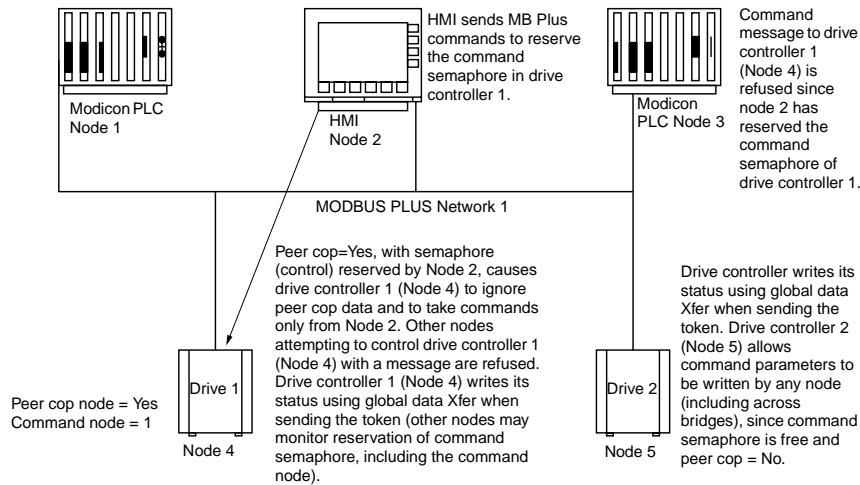 HMI sends MB Plus
commands to reserve
the command
semaphore in drive
controller 1.
Command
message to drive
controller 1
(Node 4) is
refused since
node 2 has
reserved the
command
semaphore of
drive controller 1.
Modicon PLC
Node 1
HMI
Node 2
Modicon
PLC Node 3
MODBUS PLUS Network 1
Peer cop=Yes, with semaphore
(control) reserved by Node 2, causes
drive controller 1 (Node 4) to ignore
peer cop data and to take commands
only from Node 2. Other nodes
attempting to control drive controller 1
(Node 4) with a message are refused.
Drive controller 1 (Node 4) writes its
status using global data Xfer when
sending the token (other nodes may
monitor reservation of command
semaphore, including the command
node).
Drive controller writes its
status using global data
Xfer when sending the
token. Drive controller 2
(Node 5) allows
command parameters to
be written by any node
(including across
bridges), since command
semaphore is free and
peer cop = No.
Peer cop node = Yes
Command node = 1
Drive 1
Node 4
Drive 2
Node 5